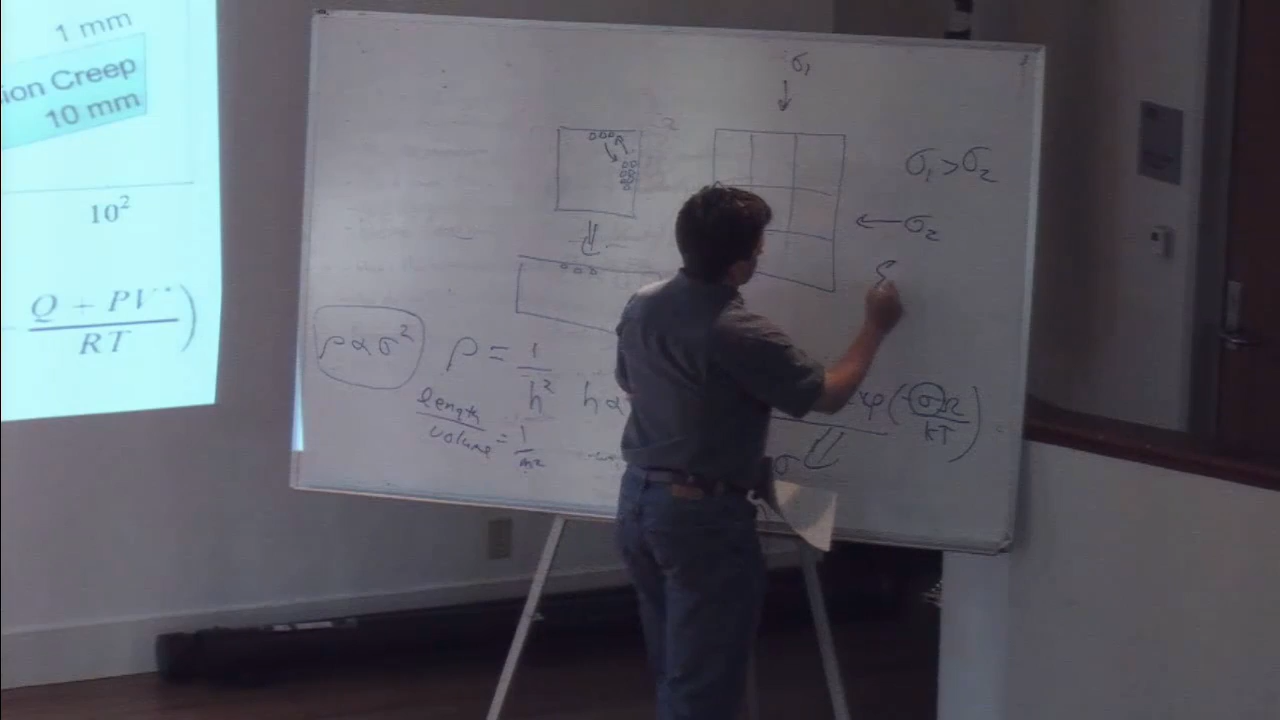 1 mm
ion Creep
10 mm
10²
Q + PV*
RT
)
σ₁
↓
σ₁ > σ₂
← σ₂
ρ ∝ σ²
ρ = 1/h²
h ∝
length/volume = 1/m²
(-σΩ/kT)
σ